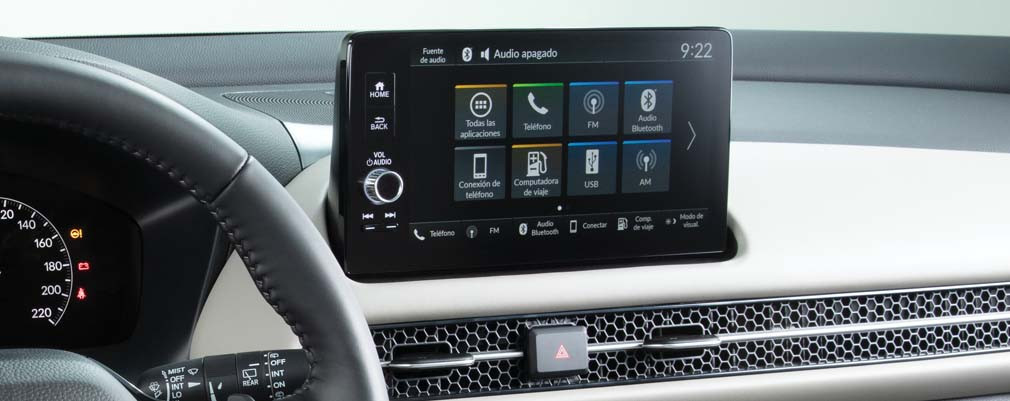 Fuente
de audio
Audio apagado
9:22
HOME
BACK
VOL
AUDIO
Todas las
aplicaciones
Teléfono
FM
Audio
Bluetooth
Conexión de
teléfono
Computadora
de viaje
USB
AM
Teléfono
FM
Audio
Bluetooth
Conectar
Comp.
de viaje
Modo de
visual.
120
140
160
180
200
220
MIST
OFF
INT
LO
REAR
OFF
INT
ON